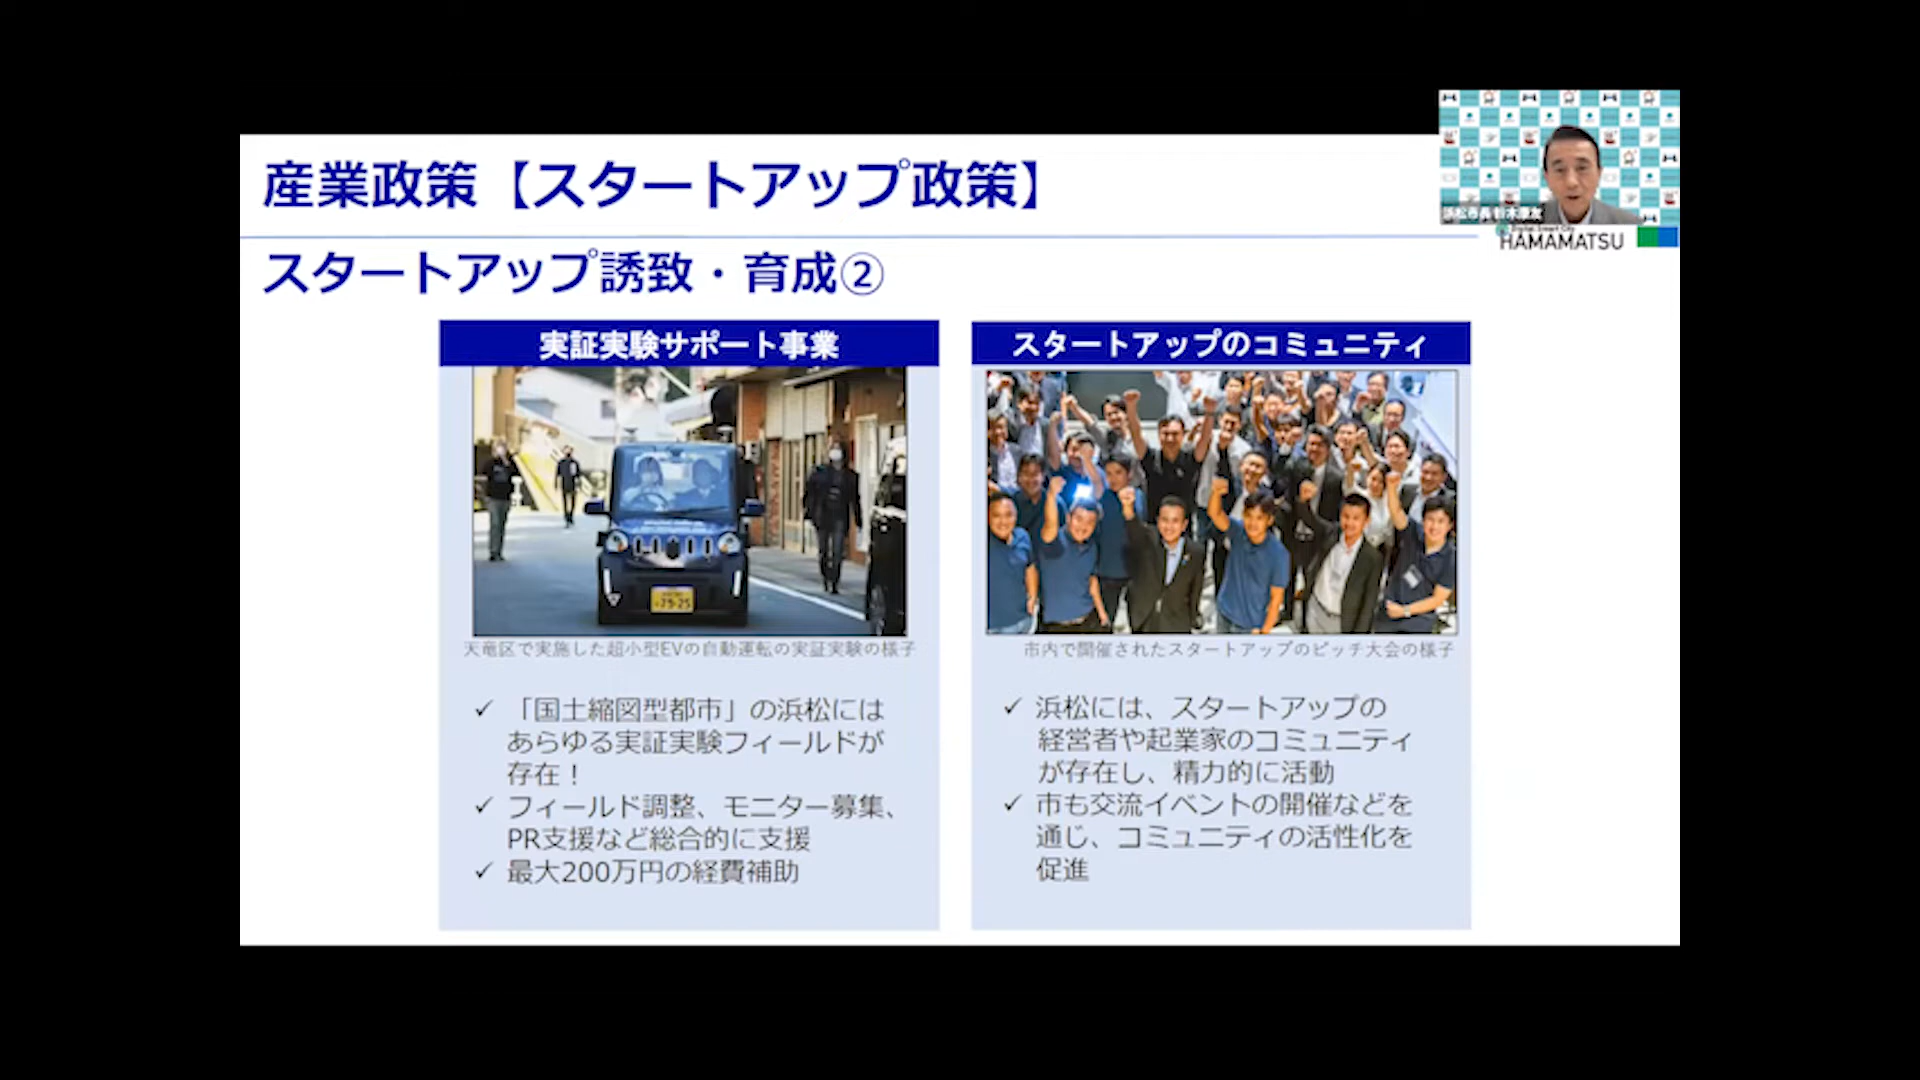 産業政策【スタートアップ政策】
浜松市長 鈴木康友
Digital Smart City
HAMAMATSU
スタートアップ誘致・育成②
実証実験サポート事業
7925
天竜区で実施した超小型EVの自動運転の実証実験の様子
✓ 「国土縮図型都市」の浜松には
あらゆる実証実験フィールドが
存在！
✓ フィールド調整、モニター募集、
PR支援など総合的に支援
✓ 最大200万円の経費補助
スタートアップのコミュニティ
市内で開催されたスタートアップのピッチ大会の様子
✓ 浜松には、スタートアップの
経営者や起業家のコミュニティ
が存在し、精力的に活動
✓ 市も交流イベントの開催などを
通じ、コミュニティの活性化を
促進